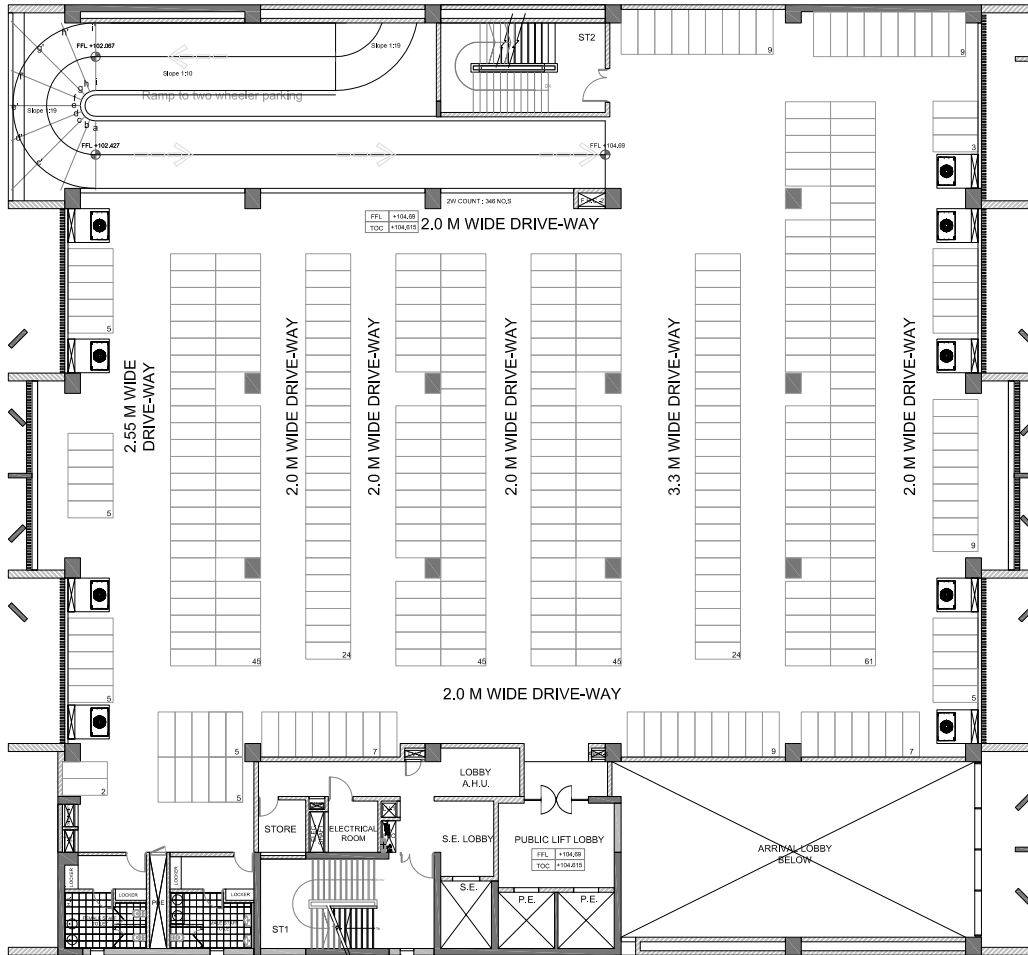 h'
i'
g'
FFL +102.067
Slope 1:19
ST2
9
9
f'
Slope 1:10
DN
h
i
g
Ramp to two wheeler parking
f
e'
Slope 1:19
e
d
c
b
a
d'
3
FFL +102.427
FFL +104.69
c'
2W COUNT : 346 NO.S
FFL +104.69
TOC +104.615
2.0 M WIDE DRIVE-WAY
5
5
2.55 M WIDE
DRIVE-WAY
2.0 M WIDE DRIVE-WAY
2.0 M WIDE DRIVE-WAY
2.0 M WIDE DRIVE-WAY
3.3 M WIDE DRIVE-WAY
2.0 M WIDE DRIVE-WAY
5
9
45
24
45
45
24
61
5
5
2.0 M WIDE DRIVE-WAY
5
7
9
7
2
5
LOBBY
A.H.U.
STORE
ELECTRICAL
ROOM
S.E. LOBBY
PUBLIC LIFT LOBBY
FFL +104.69
TOC +104.615
ARRIVAL LOBBY
BELOW
LOCKER
LOCKER
LOCKER
LOCKER
S.E.
P.E.
P.E.
ST1